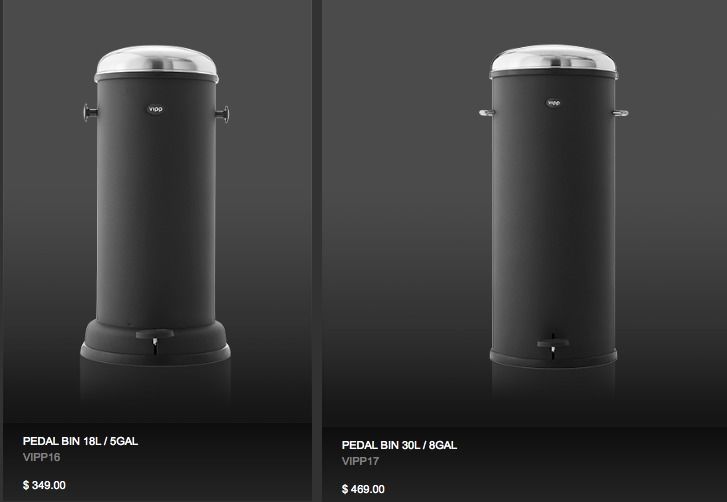 vipp
vipp
PEDAL BIN 18L / 5GAL
VIPP16
$ 349.00
PEDAL BIN 30L / 8GAL
VIPP17
$ 469.00